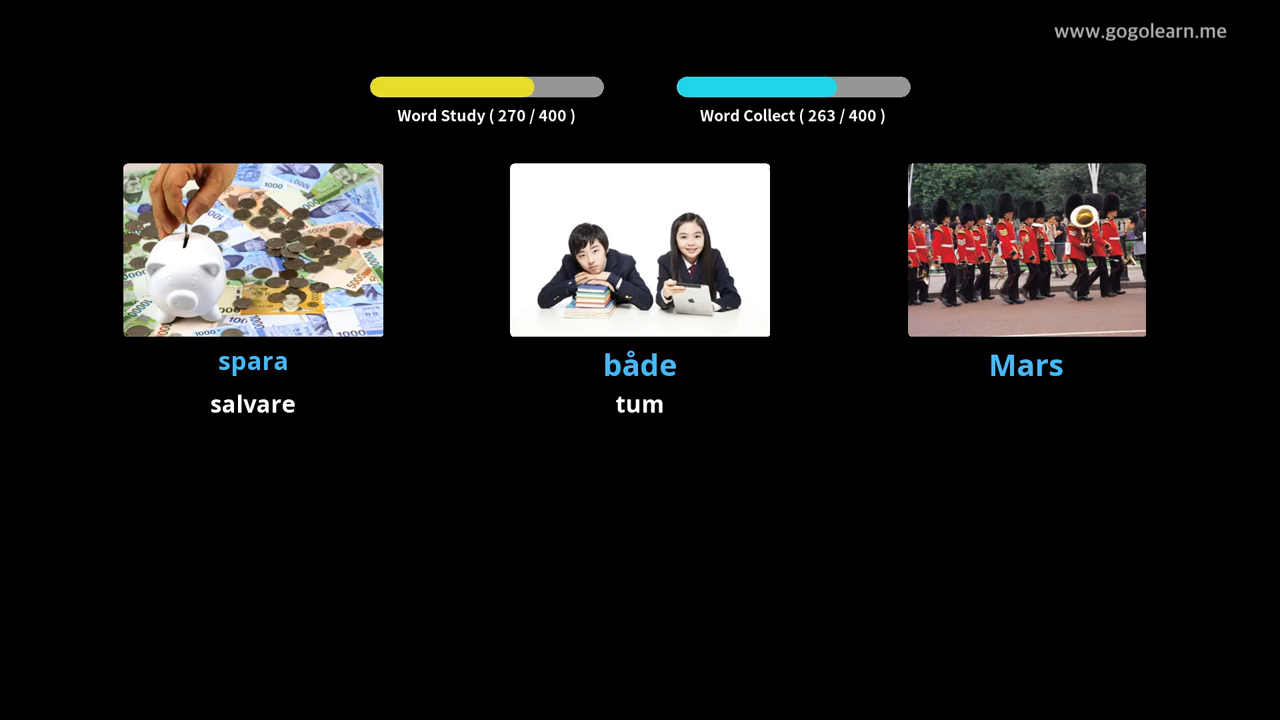 www.gogolearn.me
Word Study ( 270 / 400 )
Word Collect ( 263 / 400 )
spara
både
Mars
salvare
tum